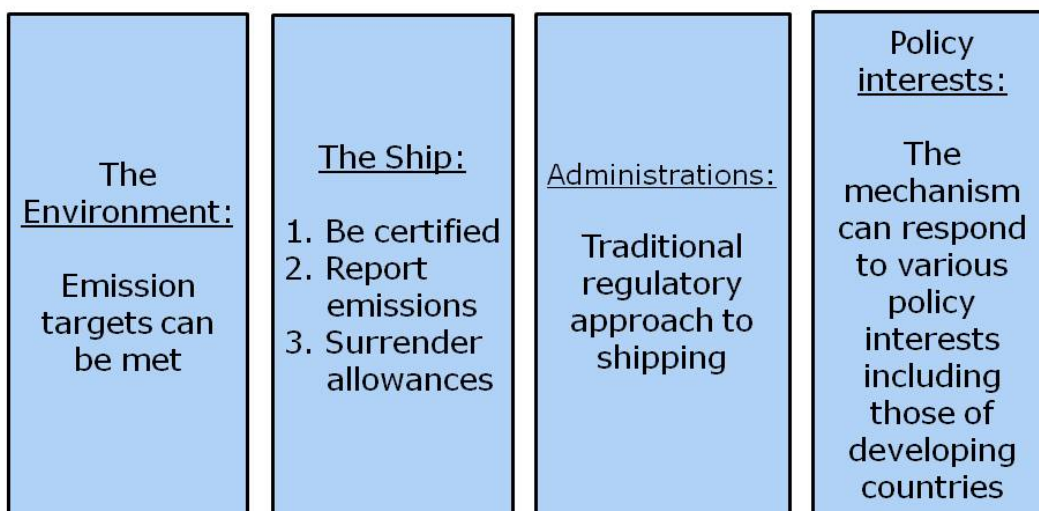 The
Environment:
Emission
targets can
be met
The Ship:
1. Be certified
2. Report
emissions
3. Surrender
allowances
Administrations:
Traditional
regulatory
approach to
shipping
Policy
interests:
The
mechanism
can respond
to various
policy
interests
including
those of
developing
countries